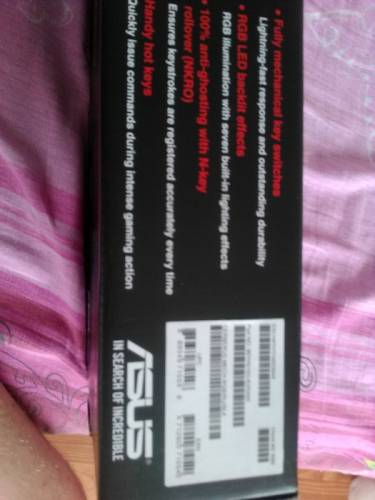 • Fully mechanical key switches
Lightning-fast response and outstanding durability
• RGB LED backlit effects
RGB illumination with seven built-in lighting effects
• 100% anti-ghosting with N-key
rollover (NKRO)
Ensures keystrokes are registered accurately every time
Handy hot keys
Quickly issue commands during intense gaming action
ASUS
IN SEARCH OF INCREDIBLE